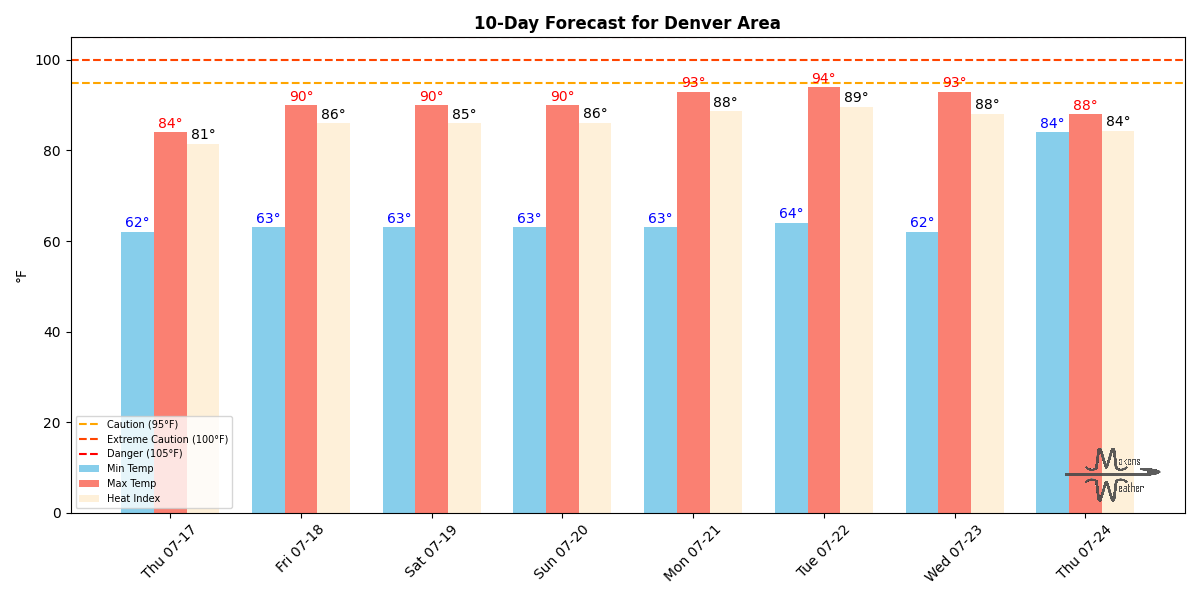 10-Day Forecast for Denver Area
100
80
60
40
20
0
°F
62° 84° 81°
63° 90° 86°
63° 90° 85°
63° 90° 86°
63° 93° 88°
64° 94° 89°
62° 93° 88°
84° 88° 84°
Caution (95°F)
Extreme Caution (100°F)
Danger (105°F)
Min Temp
Max Temp
Heat Index
Thu 07-17
Fri 07-18
Sat 07-19
Sun 07-20
Mon 07-21
Tue 07-22
Wed 07-23
Thu 07-24